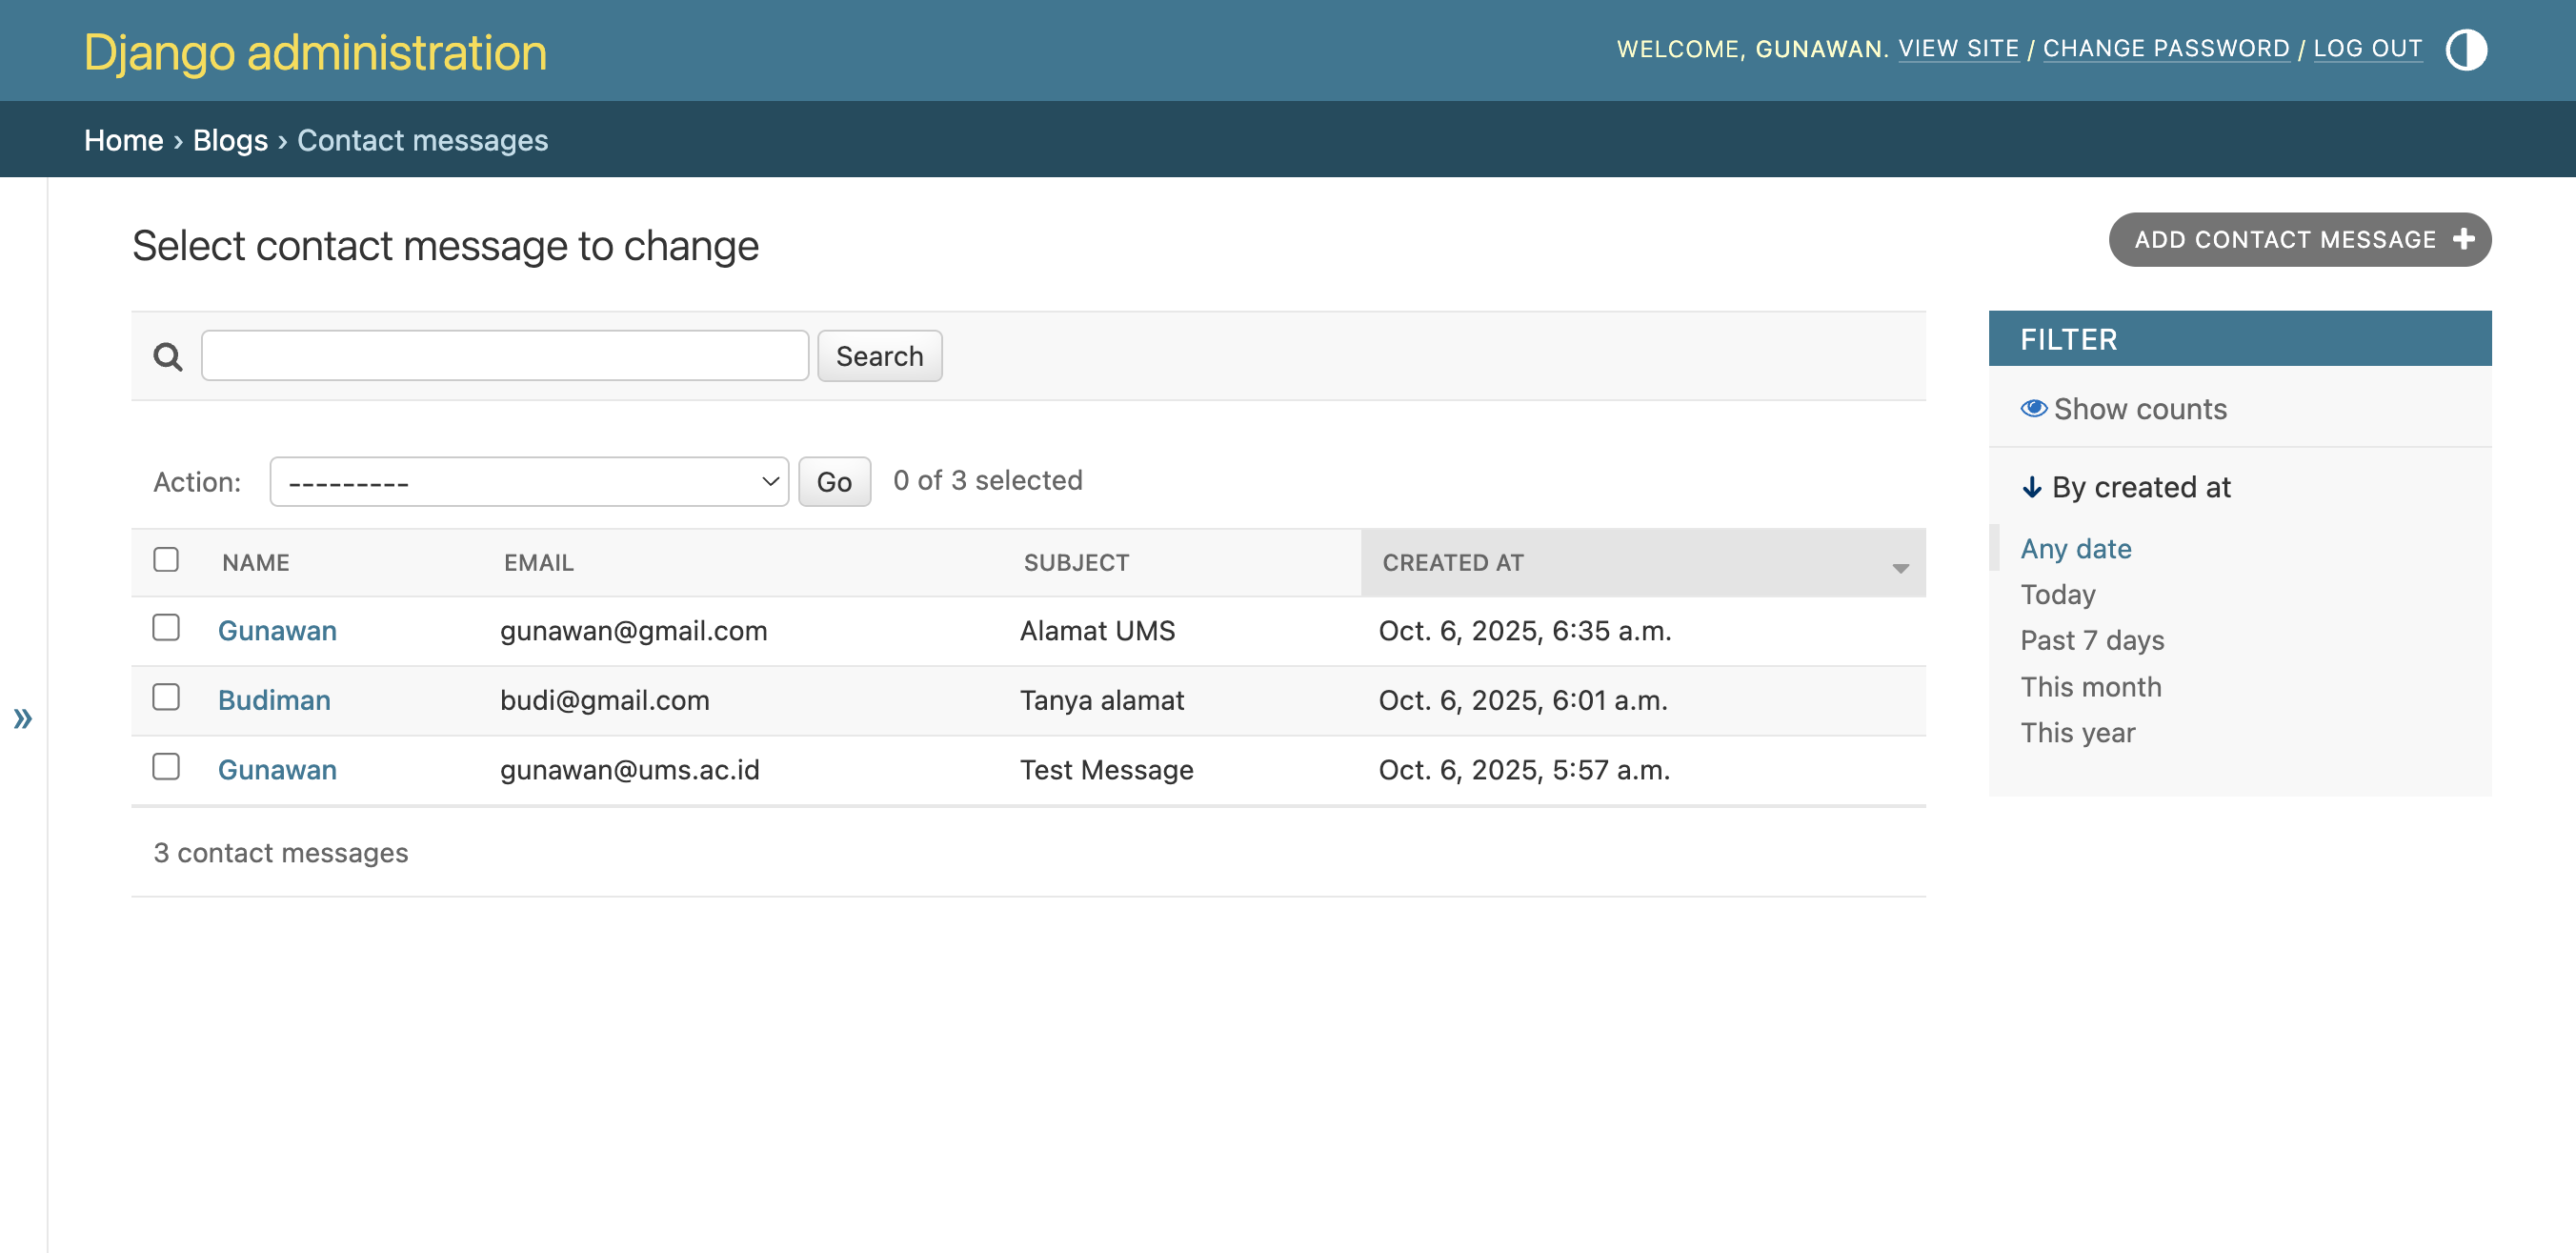 Django administration
WELCOME, GUNAWAN. VIEW SITE / CHANGE PASSWORD / LOG OUT
Home › Blogs › Contact messages
Select contact message to change
ADD CONTACT MESSAGE +
Search
Action: --------- Go 0 of 3 selected
NAME EMAIL SUBJECT CREATED AT
Gunawan gunawan@gmail.com Alamat UMS Oct. 6, 2025, 6:35 a.m.
Budiman budi@gmail.com Tanya alamat Oct. 6, 2025, 6:01 a.m.
Gunawan gunawan@ums.ac.id Test Message Oct. 6, 2025, 5:57 a.m.
3 contact messages
FILTER
Show counts
↓ By created at
Any date
Today
Past 7 days
This month
This year
»